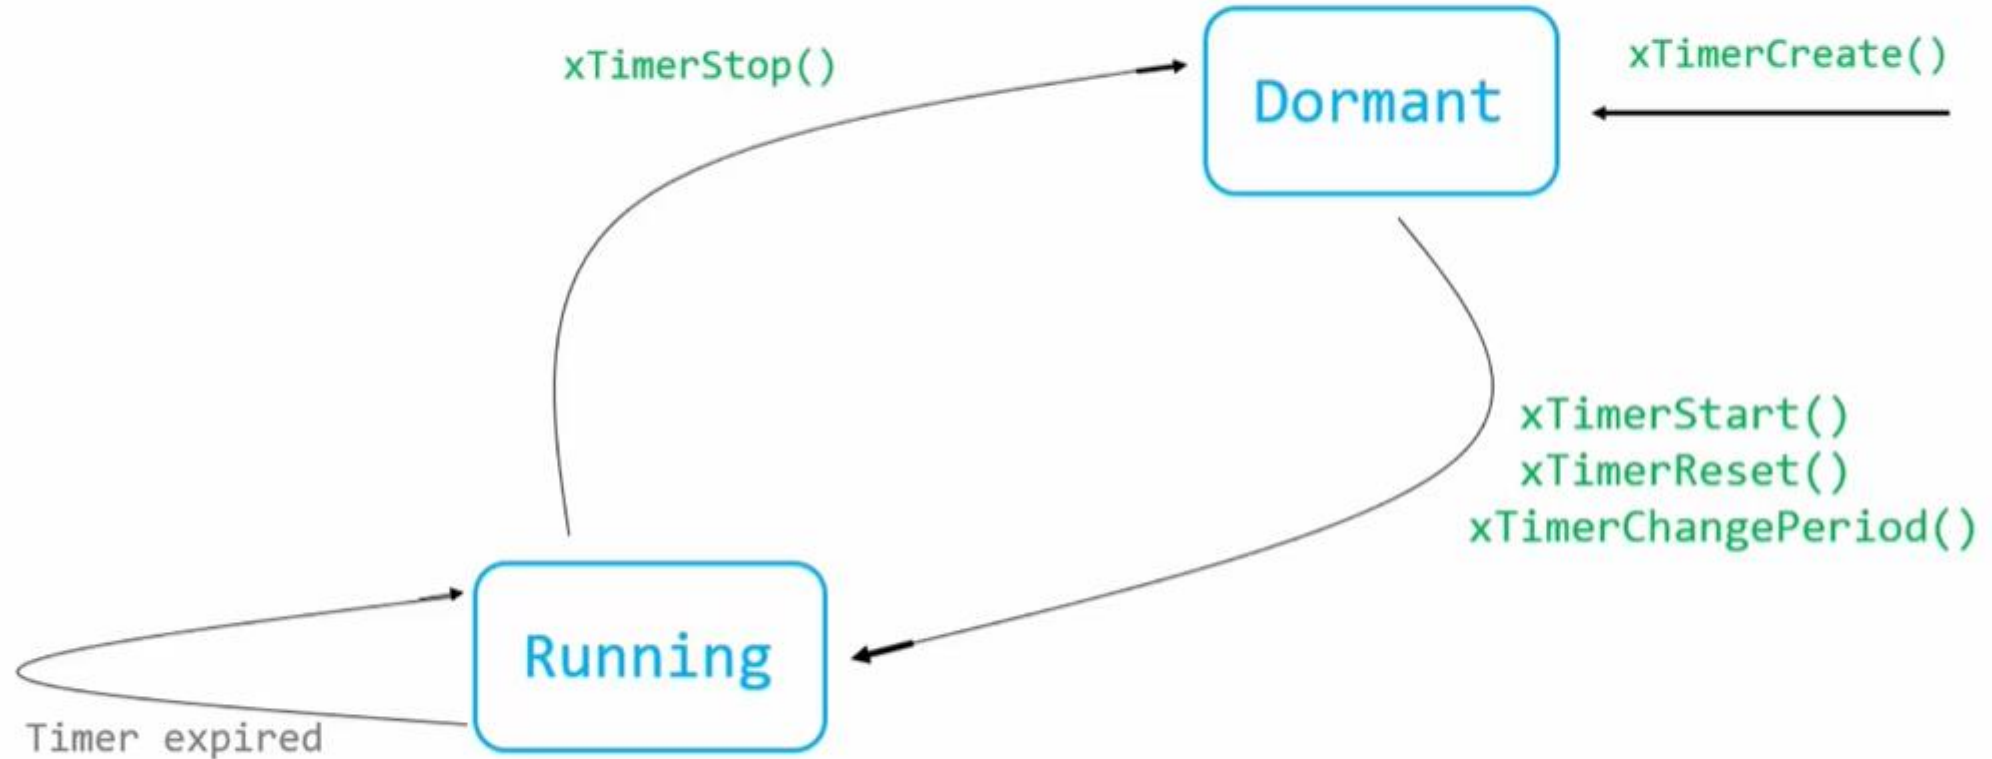 xTimerStop()
Dormant
xTimerCreate()
xTimerStart()
xTimerReset()
xTimerChangePeriod()
Running
Timer expired